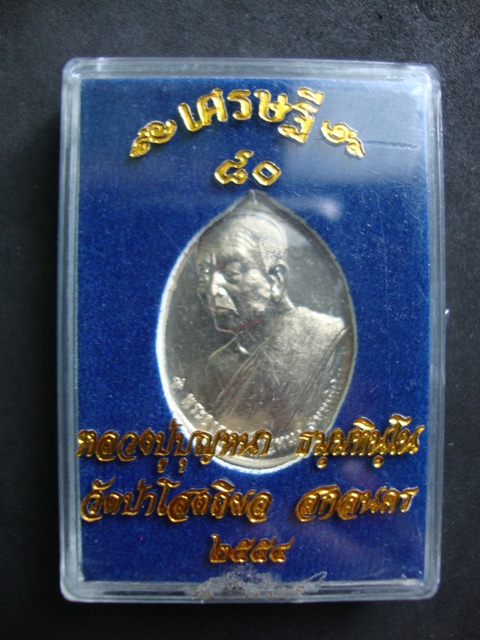 เศรษฐี
๘๐
หลวงปู่บุญหนา ธมฺมทินฺโน
วัดป่าโสตถิผล สกลนคร
๒๕๕๔